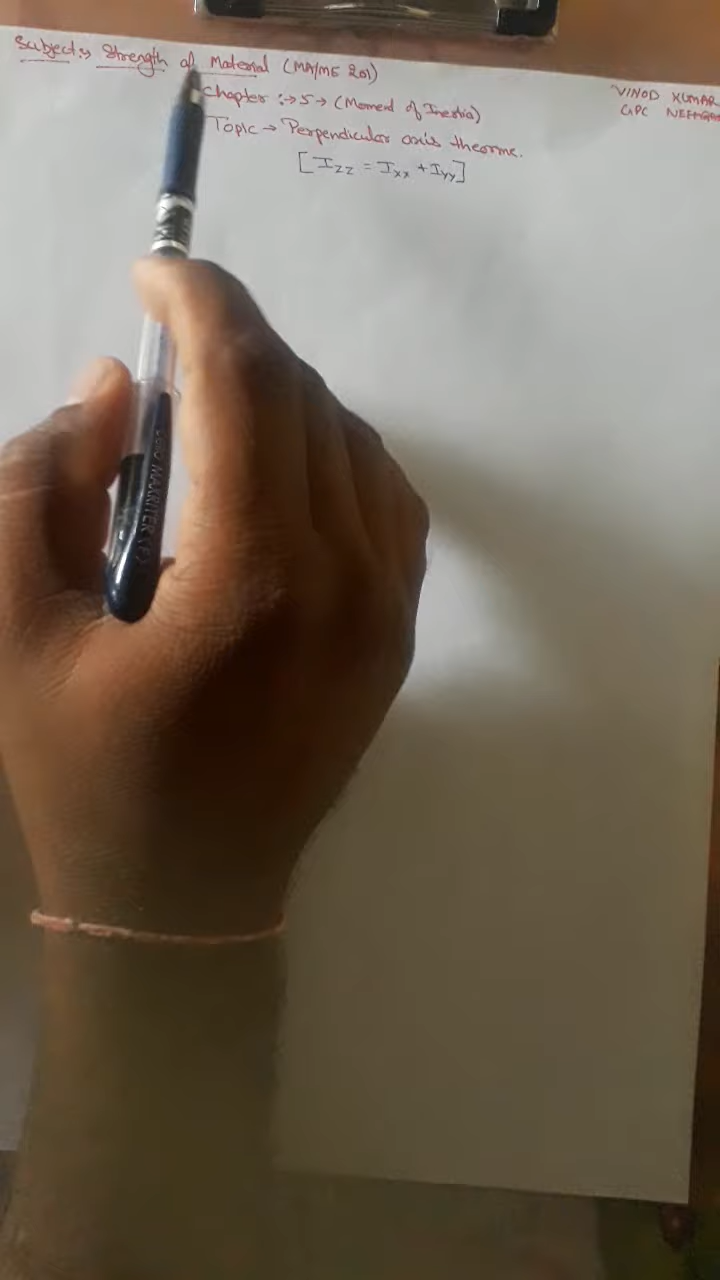 Subject :→ Strength of Material (MA/ME 201)
VINOD KUMAR
Chapter :→ 5 → (Moment of Inertia)
GPC
Topic → Perpendicular axis theorme.
[Izz = Ixx + Iyy]